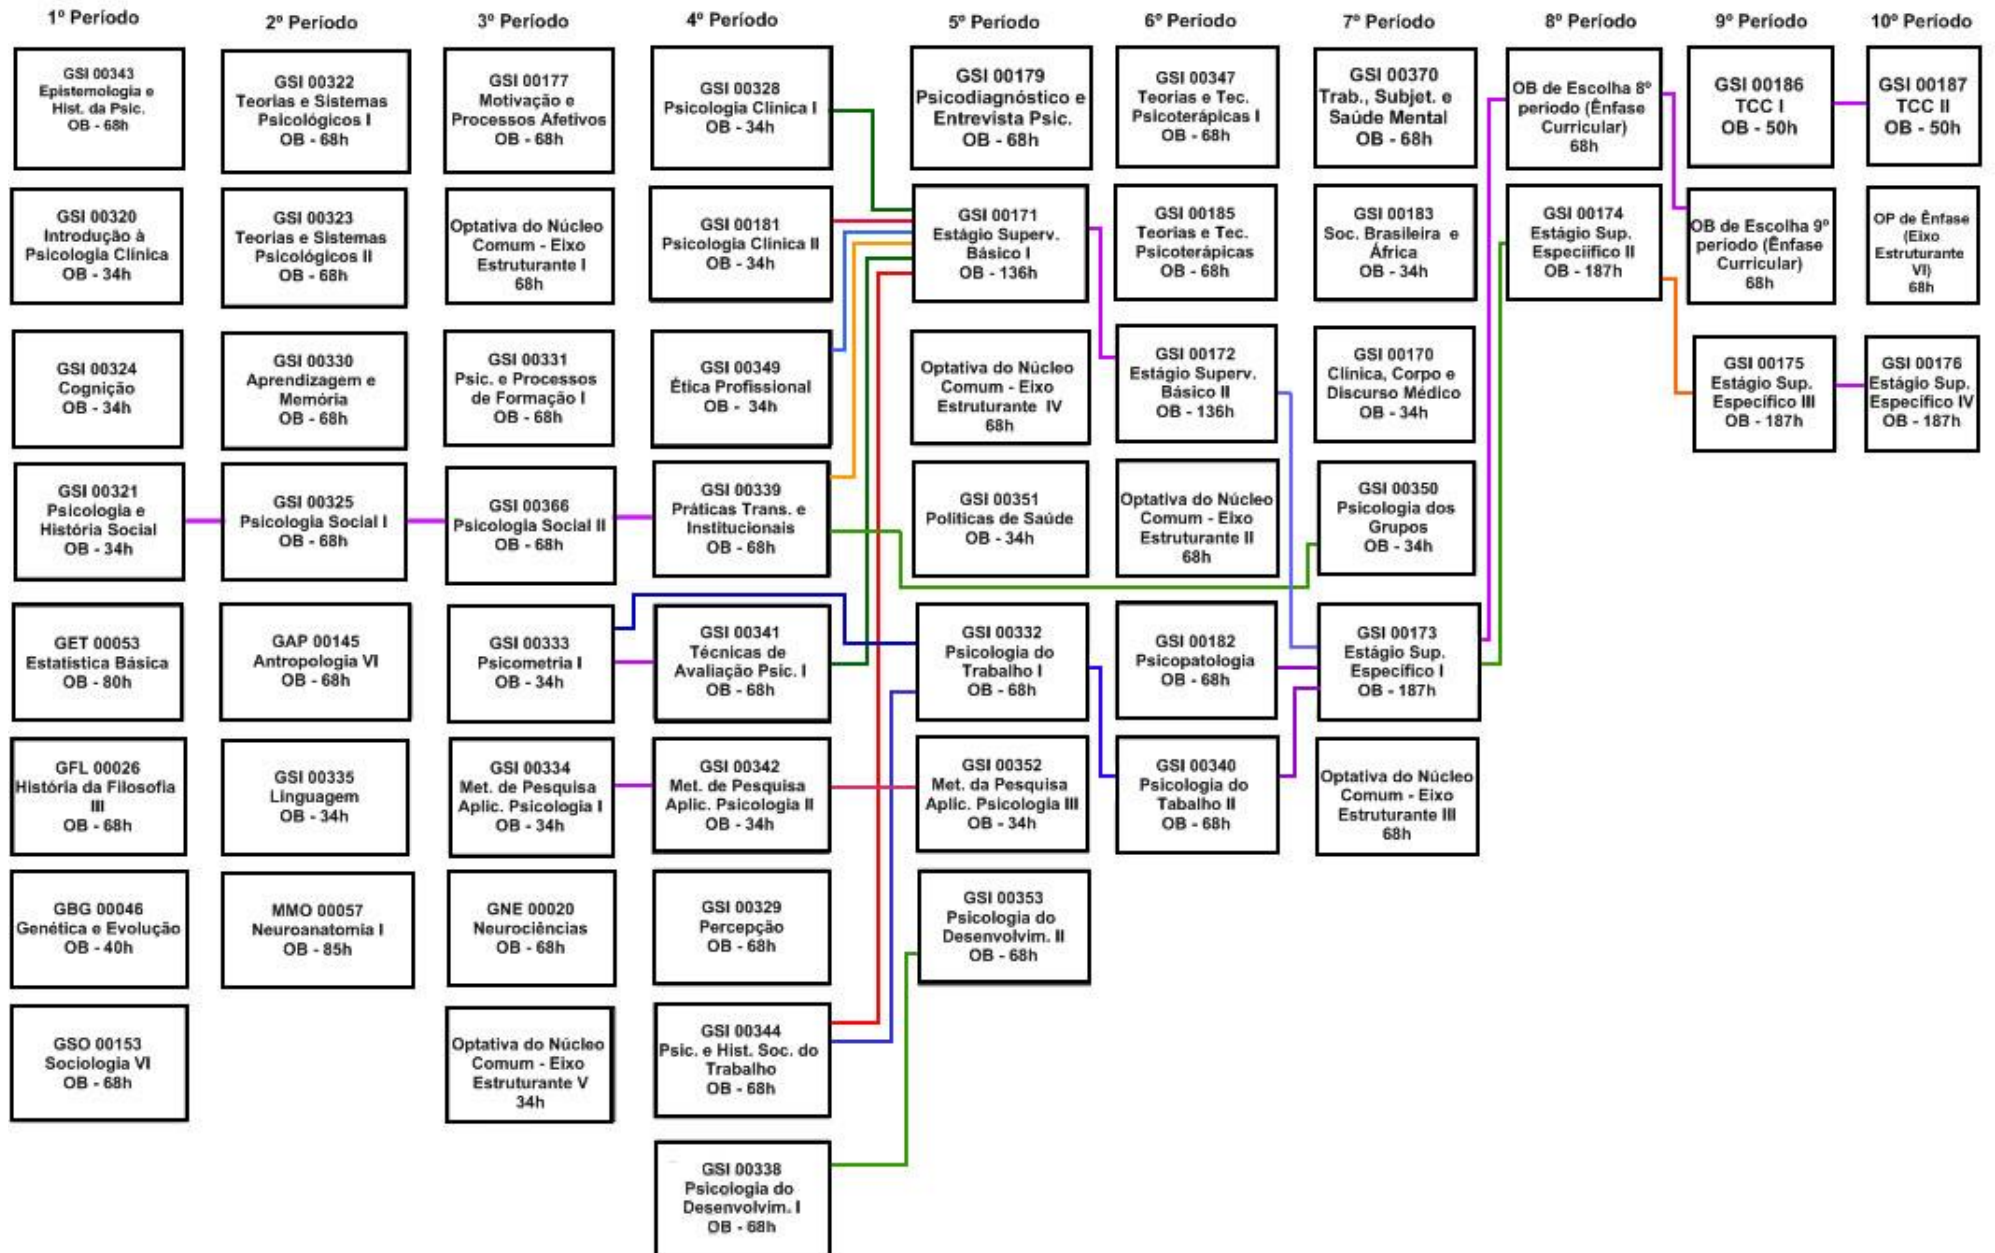 1º Período
GSI 00343
Epistemologia e
Hist. da Psic.
OB - 68h
GSI 00320
Introdução à
Psicologia Clínica
OB - 34h
GSI 00324
Cognição
OB - 34h
GSI 00321
Psicologia e
História Social
OB - 34h
GET 00053
Estatística Básica
OB - 80h
GFL 00026
História da Filosofia
III
OB - 68h
GBG 00046
Genética e Evolução
OB - 40h
GSO 00153
Sociologia VI
OB - 68h
2º Período
GSI 00322
Teorias e Sistemas
Psicológicos I
OB - 68h
GSI 00323
Teorias e Sistemas
Psicológicos II
OB - 68h
GSI 00330
Aprendizagem e
Memória
OB - 68h
GSI 00325
Psicologia Social I
OB - 68h
GAP 00145
Antropologia VI
OB - 68h
GSI 00335
Linguagem
OB - 34h
MMO 00057
Neuroanatomia I
OB - 85h
3º Período
GSI 00177
Motivação e
Processos Afetivos
OB - 68h
Optativa do Núcleo
Comum - Eixo
Estruturante I
68h
GSI 00331
Psic. e Processos
de Formação I
OB - 68h
GSI 00366
Psicologia Social II
OB - 68h
GSI 00333
Psicometria I
OB - 34h
GSI 00334
Met. de Pesquisa
Aplic. Psicologia I
OB - 34h
GNE 00020
Neurociências
OB - 68h
Optativa do Núcleo
Comum - Eixo
Estruturante V
34h
4º Período
GSI 00328
Psicologia Clínica I
OB - 34h
GSI 00181
Psicologia Clínica II
OB - 34h
GSI 00349
Ética Profissional
OB - 34h
GSI 00339
Práticas Trans. e
Institucionais
OB - 68h
GSI 00341
Técnicas de
Avaliação Psic. I
OB - 68h
GSI 00342
Met. de Pesquisa
Aplic. Psicologia II
OB - 34h
GSI 00329
Percepção
OB - 68h
GSI 00344
Psic. e Hist. Soc. do
Trabalho
OB - 68h
GSI 00338
Psicologia do
Desenvolvim. I
OB - 68h
5º Período
GSI 00179
Psicodiagnóstico e
Entrevista Psic.
OB - 68h
GSI 00171
Estágio Superv.
Básico I
OB - 136h
Optativa do Núcleo
Comum - Eixo
Estruturante IV
68h
GSI 00351
Políticas de Saúde
OB - 34h
GSI 00332
Psicologia do
Trabalho I
OB - 68h
GSI 00352
Met. da Pesquisa
Aplic. Psicologia III
OB - 34h
GSI 00353
Psicologia do
Desenvolvim. II
OB - 68h
6º Período
GSI 00347
Teorias e Tec.
Psicoterápicas I
OB - 68h
GSI 00185
Teorias e Tec.
Psicoterápicas
OB - 68h
GSI 00172
Estágio Superv.
Básico II
OB - 136h
Optativa do Núcleo
Comum - Eixo
Estruturante II
68h
GSI 00182
Psicopatologia
OB - 68h
GSI 00340
Psicologia do
Tabalho II
OB - 68h
7º Período
GSI 00370
Trab., Subjet. e
Saúde Mental
OB - 68h
GSI 00183
Soc. Brasileira e
África
OB - 34h
GSI 00170
Clínica, Corpo e
Discurso Médico
OB - 34h
GSI 00350
Psicologia dos
Grupos
OB - 34h
GSI 00173
Estágio Sup.
Específico I
OB - 187h
Optativa do Núcleo
Comum - Eixo
Estruturante III
68h
8º Período
OB de Escolha 8º
período (Ênfase
Curricular)
68h
GSI 00174
Estágio Sup.
Especiífico II
OB - 187h
9º Período
GSI 00186
TCC I
OB - 50h
OB de Escolha 9º
período (Ênfase
Curricular)
68h
GSI 00175
Estágio Sup.
Específico III
OB - 187h
10º Período
GSI 00187
TCC II
OB - 50h
OP de Ênfase
(Eixo
Estruturante
VI)
68h
GSI 00176
Estágio Sup.
Específico IV
OB - 187h